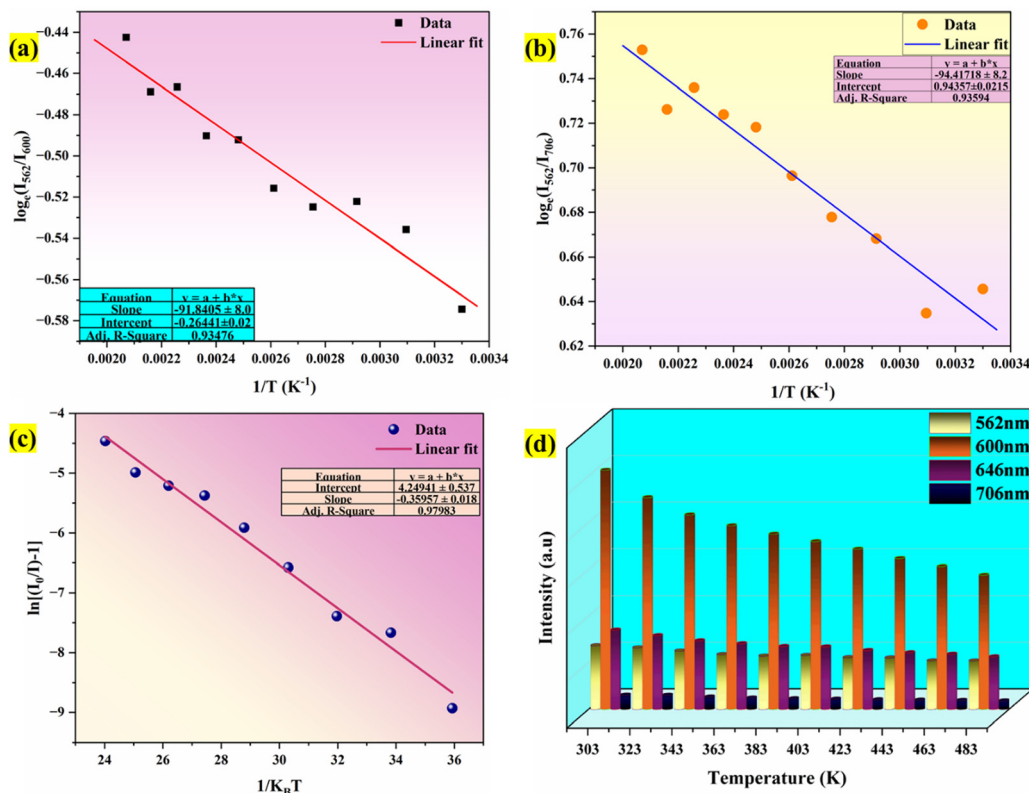 (a)
−0.44
−0.46
−0.48
−0.50
−0.52
−0.54
−0.56
−0.58
logₑ(I₅₆₂/I₆₀₀)
Data
Linear fit
Equation y = a + b*x
Slope -91.8405 ± 8.0
Intercept -0.26441±0.02
Adj. R-Square 0.93476
0.0020 0.0022 0.0024 0.0026 0.0028 0.0030 0.0032 0.0034
1/T (K⁻¹)
(b)
0.76
0.74
0.72
0.70
0.68
0.66
0.64
0.62
logₑ(I₅₆₂/I₇₀₆)
Data
Linear fit
Equation y = a + b*x
Slope -94.41718 ± 8.2
Intercept 0.94357±0.0215
Adj. R-Square 0.93594
0.0020 0.0022 0.0024 0.0026 0.0028 0.0030 0.0032 0.0034
1/T (K⁻¹)
(c)
−4
−5
−6
−7
−8
−9
ln[(I₀/I)-1]
Data
Linear fit
Equation y = a + b*x
Intercept 4.24941 ± 0.537
Slope -0.35957 ± 0.018
Adj. R-Square 0.97983
24 26 28 30 32 34 36
1/K_BT
(d)
562nm
600nm
646nm
706nm
Intensity (a.u)
303 323 343 363 383 403 423 443 463 483
Temperature (K)